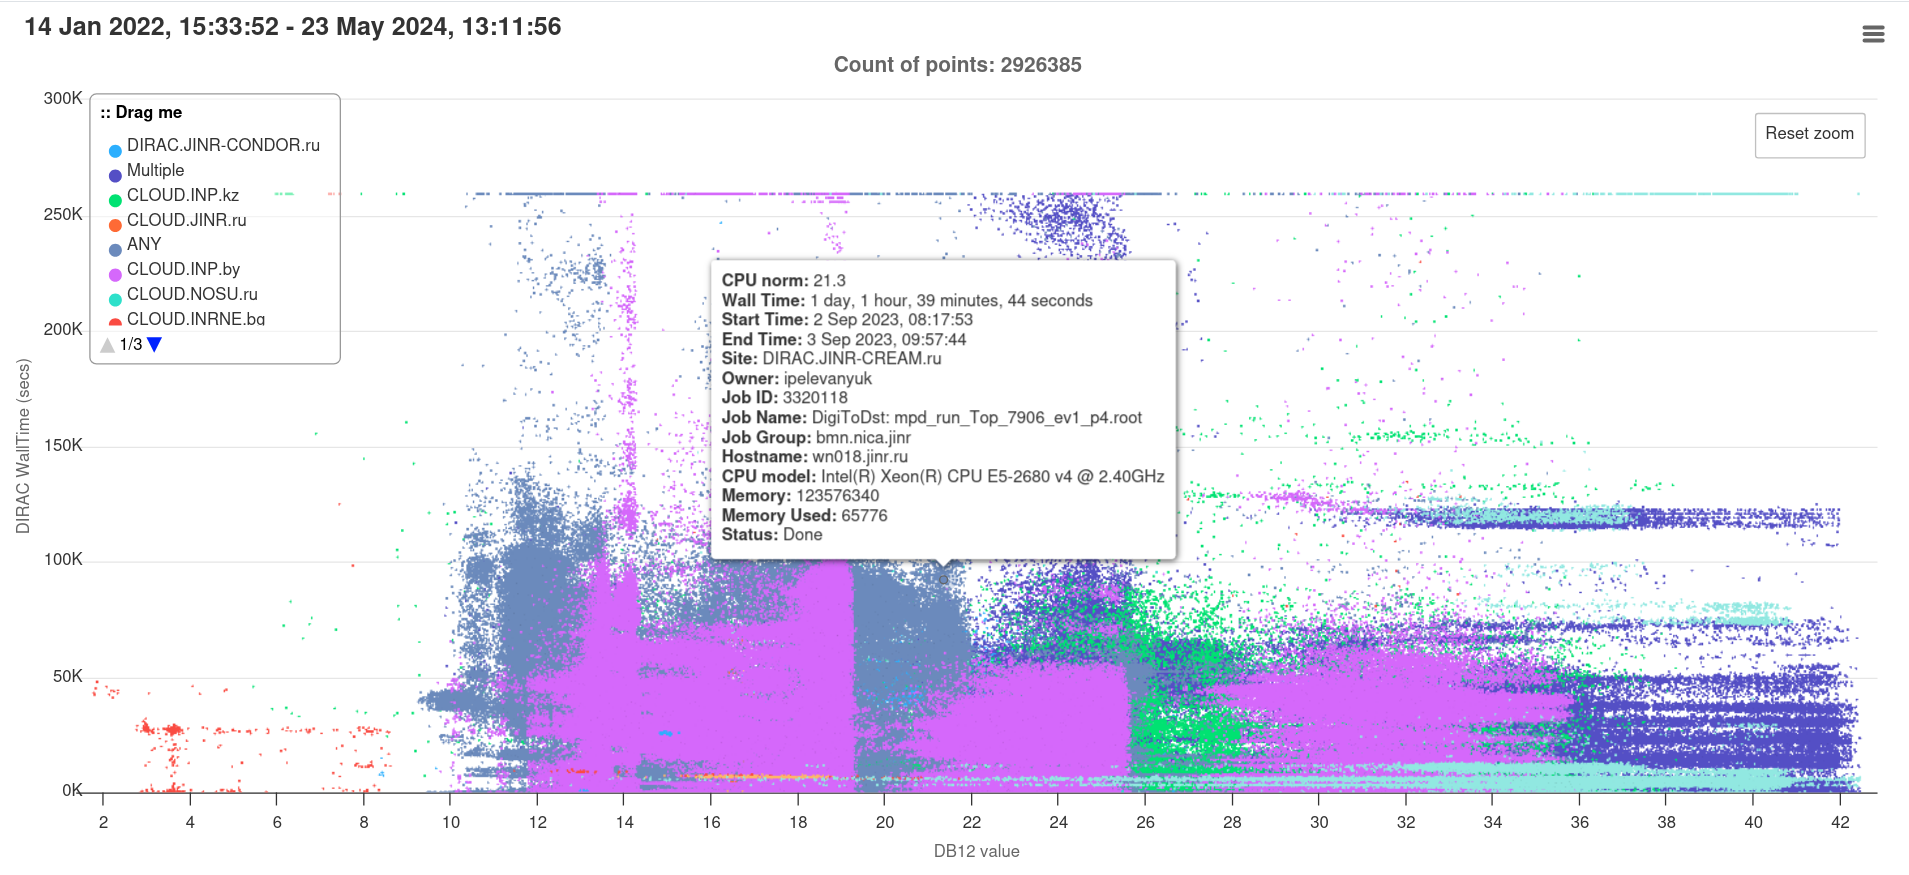 14 Jan 2022, 15:33:52 - 23 May 2024, 13:11:56
Count of points: 2926385
300K
250K
200K
150K
100K
50K
0K
DIRAC WallTime (secs)
:: Drag me
DIRAC.JINR-CONDOR.ru
Multiple
CLOUD.INP.kz
CLOUD.JINR.ru
ANY
CLOUD.INP.by
CLOUD.NOSU.ru
CLOUD.INRNE.bg
1/3
Reset zoom
CPU norm: 21.3
Wall Time: 1 day, 1 hour, 39 minutes, 44 seconds
Start Time: 2 Sep 2023, 08:17:53
End Time: 3 Sep 2023, 09:57:44
Site: DIRAC.JINR-CREAM.ru
Owner: ipelevanyuk
Job ID: 3320118
Job Name: DigiToDst: mpd_run_Top_7906_ev1_p4.root
Job Group: bmn.nica.jinr
Hostname: wn018.jinr.ru
CPU model: Intel(R) Xeon(R) CPU E5-2680 v4 @ 2.40GHz
Memory: 123576340
Memory Used: 65776
Status: Done
2 4 6 8 10 12 14 16 18 20 22 24 26 28 30 32 34 36 38 40 42
DB12 value